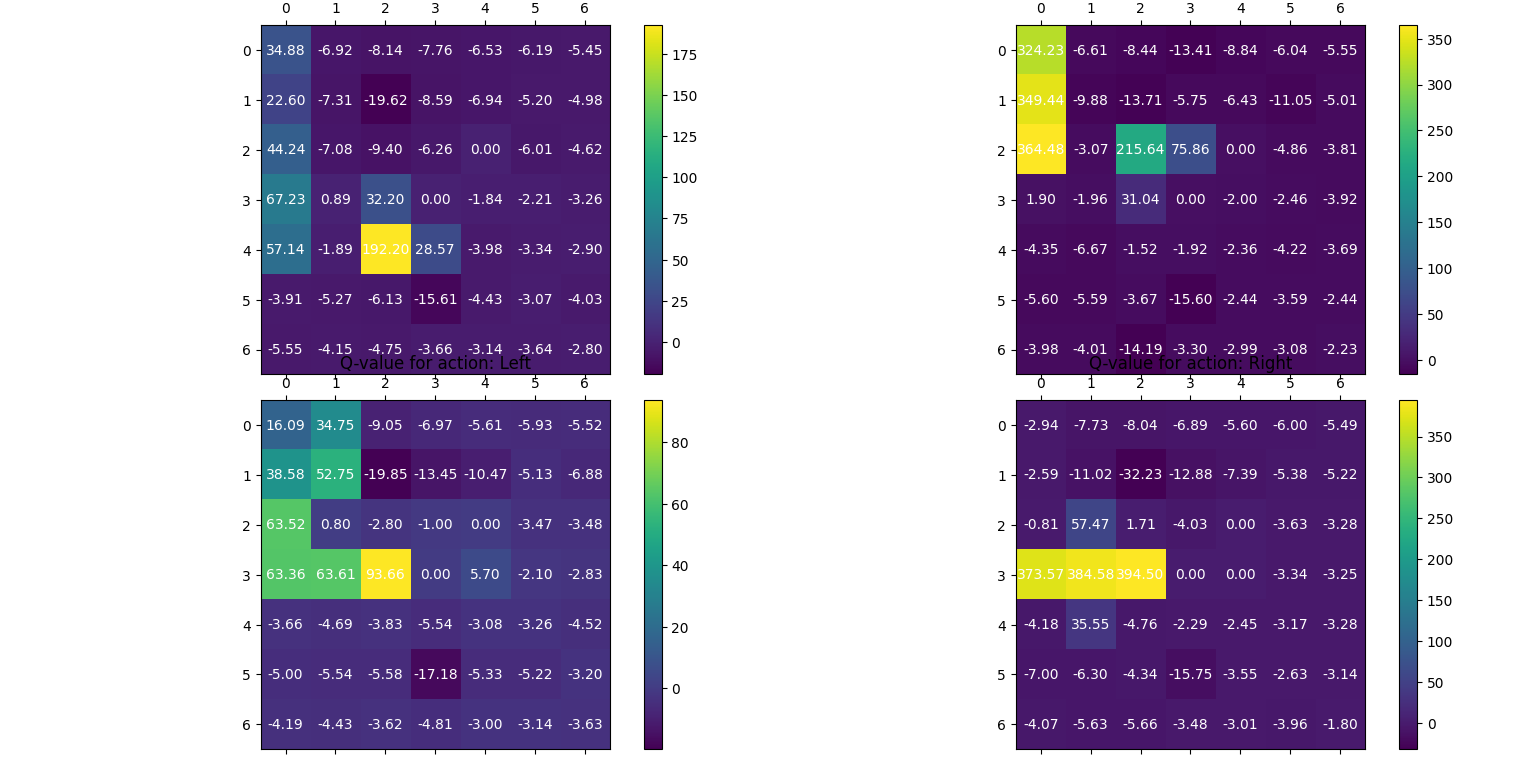 0 1 2 3 4 5 6
0 34.88 -6.92 -8.14 -7.76 -6.53 -6.19 -5.45
1 22.60 -7.31 -19.62 -8.59 -6.94 -5.20 -4.98
2 44.24 -7.08 -9.40 -6.26 0.00 -6.01 -4.62
3 67.23 0.89 32.20 0.00 -1.84 -2.21 -3.26
4 57.14 -1.89 192.20 28.57 -3.98 -3.34 -2.90
5 -3.91 -5.27 -6.13 -15.61 -4.43 -3.07 -4.03
6 -5.55 -4.15 -4.75 -3.66 -3.14 -3.64 -2.80
175
150
125
100
75
50
25
0
0 1 2 3 4 5 6
0 324.23 -6.61 -8.44 -13.41 -8.84 -6.04 -5.55
1 349.44 -9.88 -13.71 -5.75 -6.43 -11.05 -5.01
2 364.48 -3.07 215.64 75.86 0.00 -4.86 -3.81
3 1.90 -1.96 31.04 0.00 -2.00 -2.46 -3.92
4 -4.35 -6.67 -1.52 -1.92 -2.36 -4.22 -3.69
5 -5.60 -5.59 -3.67 -15.60 -2.44 -3.59 -2.44
6 -3.98 -4.01 -14.19 -3.30 -2.99 -3.08 -2.23
350
300
250
200
150
100
50
0
Q-value for action: Left
0 1 2 3 4 5 6
0 16.09 34.75 -9.05 -6.97 -5.61 -5.93 -5.52
1 38.58 52.75 -19.85 -13.45 -10.47 -5.13 -6.88
2 63.52 0.80 -2.80 -1.00 0.00 -3.47 -3.48
3 63.36 63.61 93.66 0.00 5.70 -2.10 -2.83
4 -3.66 -4.69 -3.83 -5.54 -3.08 -3.26 -4.52
5 -5.00 -5.54 -5.58 -17.18 -5.33 -5.22 -3.20
6 -4.19 -4.43 -3.62 -4.81 -3.00 -3.14 -3.63
80
60
40
20
0
Q-value for action: Right
0 1 2 3 4 5 6
0 -2.94 -7.73 -8.04 -6.89 -5.60 -6.00 -5.49
1 -2.59 -11.02 -32.23 -12.88 -7.39 -5.38 -5.22
2 -0.81 57.47 1.71 -4.03 0.00 -3.63 -3.28
3 373.57 384.58 394.50 0.00 0.00 -3.34 -3.25
4 -4.18 35.55 -4.76 -2.29 -2.45 -3.17 -3.28
5 -7.00 -6.30 -4.34 -15.75 -3.55 -2.63 -3.14
6 -4.07 -5.63 -5.66 -3.48 -3.01 -3.96 -1.80
350
300
250
200
150
100
50
0